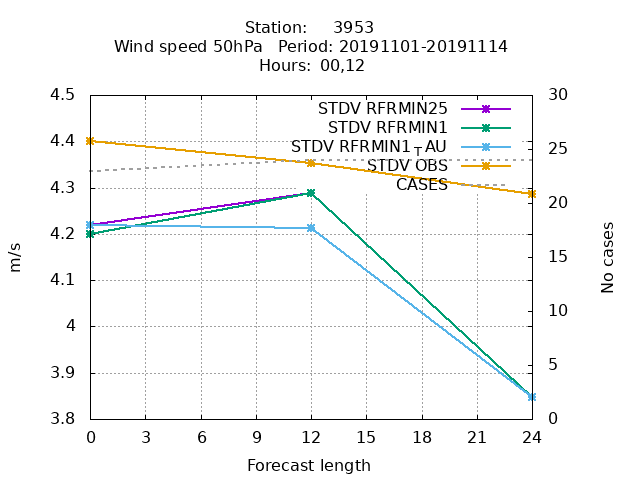 Station: 3953
Wind speed 50hPa Period: 20191101-20191114
Hours: 00,12
4.5
4.4
4.3
4.2
4.1
4
3.9
3.8
30
25
20
15
10
5
0
STDV RFRMIN25
STDV RFRMIN1
STDV RFRMIN1TAU
STDV OBS
CASES
m/s
No cases
0 3 6 9 12 15 18 21 24
Forecast length